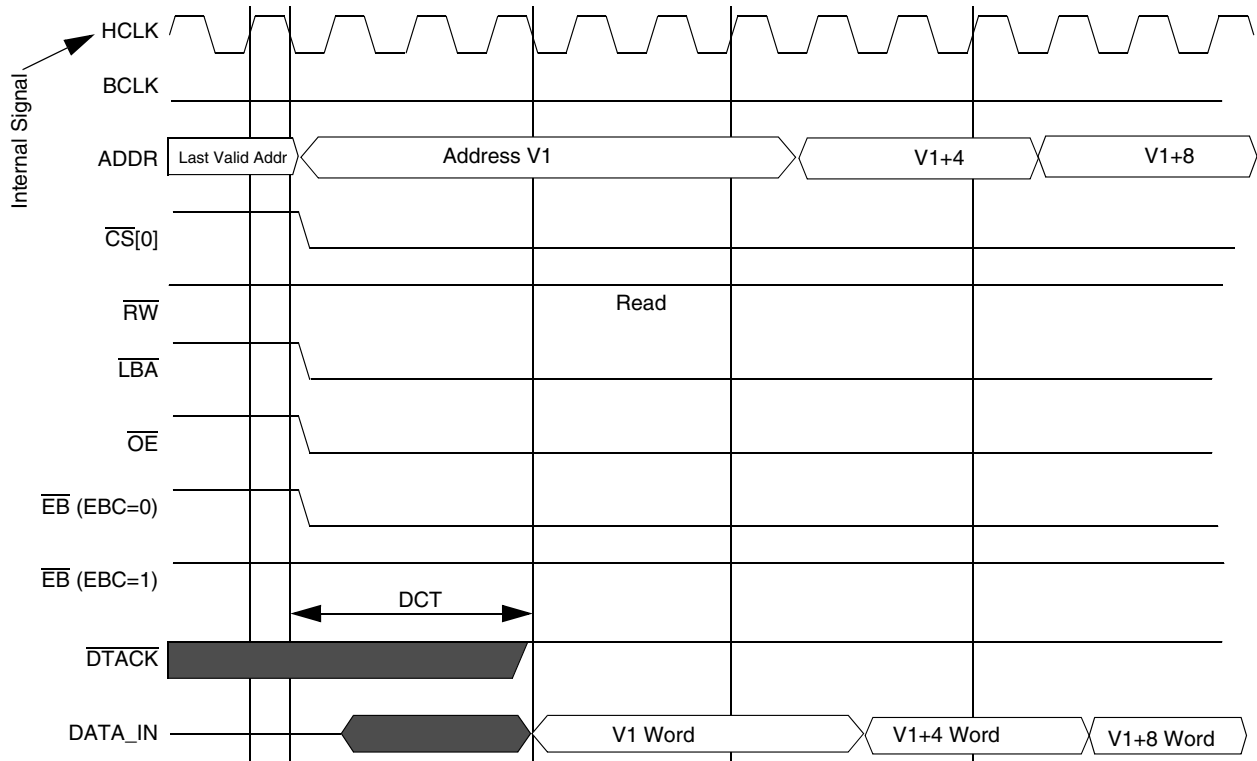 Internal Signal
HCLK
BCLK
ADDR Last Valid Addr Address V1 V1+4 V1+8
CS[0]
RW Read
LBA
OE
EB (EBC=0)
EB (EBC=1)
DCT
DTACK
DATA_IN V1 Word V1+4 Word V1+8 Word